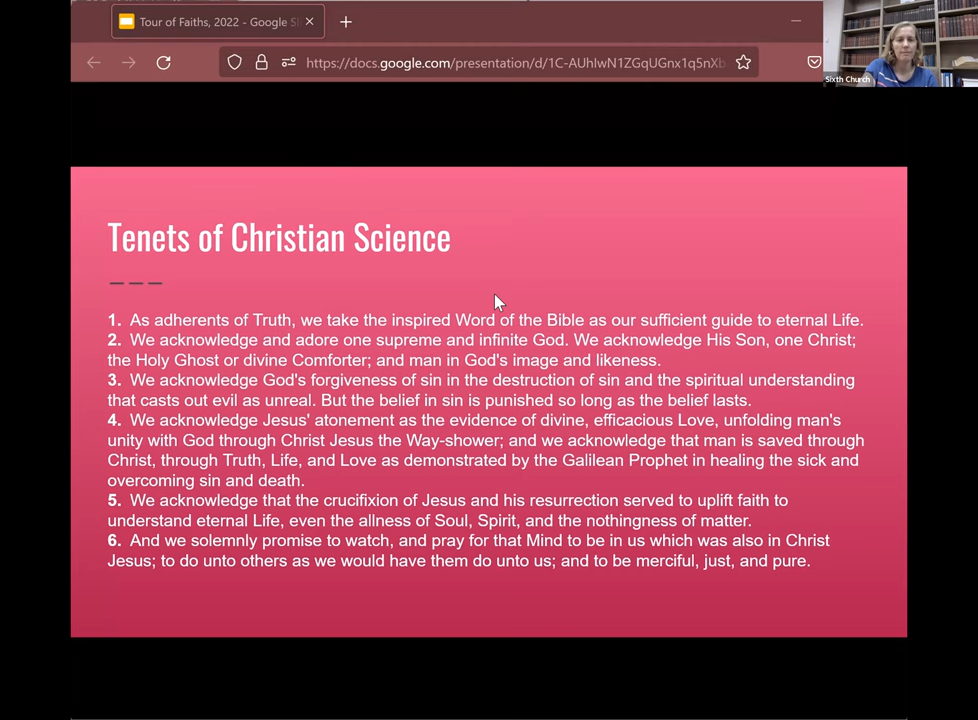 Tour of Faiths, 2022 - Google Sl
https://docs.google.com/presentation/d/1C-AUhIwN1ZGqUGnx1q5nXb
Sixth Church
Tenets of Christian Science
1. As adherents of Truth, we take the inspired Word of the Bible as our sufficient guide to eternal Life.
2. We acknowledge and adore one supreme and infinite God. We acknowledge His Son, one Christ;
the Holy Ghost or divine Comforter; and man in God's image and likeness.
3. We acknowledge God's forgiveness of sin in the destruction of sin and the spiritual understanding
that casts out evil as unreal. But the belief in sin is punished so long as the belief lasts.
4. We acknowledge Jesus' atonement as the evidence of divine, efficacious Love, unfolding man's
unity with God through Christ Jesus the Way-shower; and we acknowledge that man is saved through
Christ, through Truth, Life, and Love as demonstrated by the Galilean Prophet in healing the sick and
overcoming sin and death.
5. We acknowledge that the crucifixion of Jesus and his resurrection served to uplift faith to
understand eternal Life, even the allness of Soul, Spirit, and the nothingness of matter.
6. And we solemnly promise to watch, and pray for that Mind to be in us which was also in Christ
Jesus; to do unto others as we would have them do unto us; and to be merciful, just, and pure.